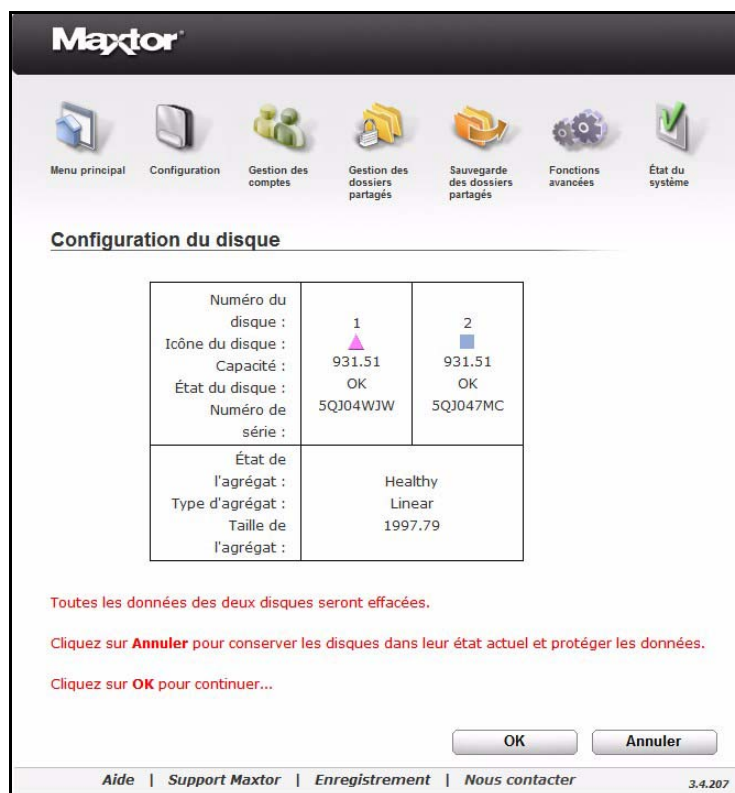 Maxtor
Menu principal
Configuration
Gestion des
comptes
Gestion des
dossiers
partagés
Sauvegarde
des dossiers
partagés
Fonctions
avancées
État du
système
Configuration du disque
Numéro du
disque : 1 2
Icône du disque :
Capacité : 931.51 931.51
État du disque : OK OK
Numéro de 5QJ04WJW 5QJ047MC
série :
État de
l'agrégat : Healthy
Type d'agrégat : Linear
Taille de 1997.79
l'agrégat :
Toutes les données des deux disques seront effacées.
Cliquez sur Annuler pour conserver les disques dans leur état actuel et protéger les données.
Cliquez sur OK pour continuer...
OK Annuler
Aide | Support Maxtor | Enregistrement | Nous contacter 3.4.207